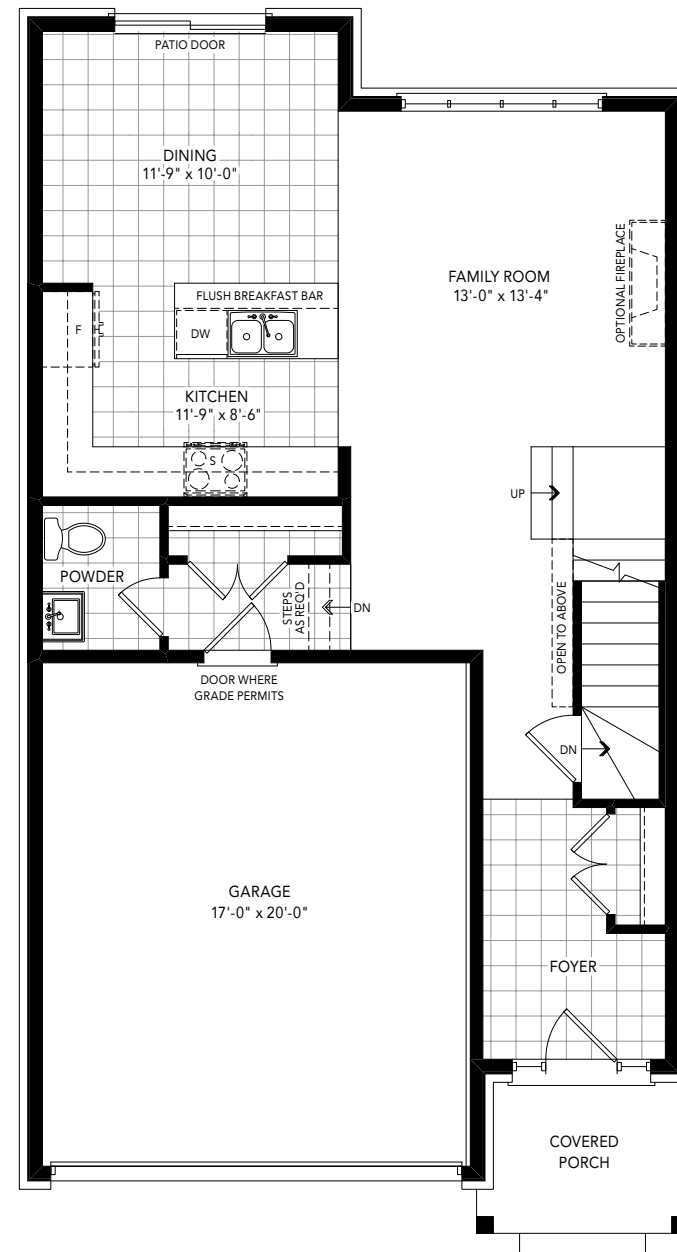 PATIO DOOR
DINING
11'-9" x 10'-0"
FAMILY ROOM
13'-0" x 13'-4"
OPTIONAL FIREPLACE
FLUSH BREAKFAST BAR
F
DW
KITCHEN
11'-9" x 8'-6"
S
UP
POWDER
STEPS
AS REQ'D
DN
OPEN TO ABOVE
DOOR WHERE
GRADE PERMITS
DN
GARAGE
17'-0" x 20'-0"
FOYER
COVERED
PORCH